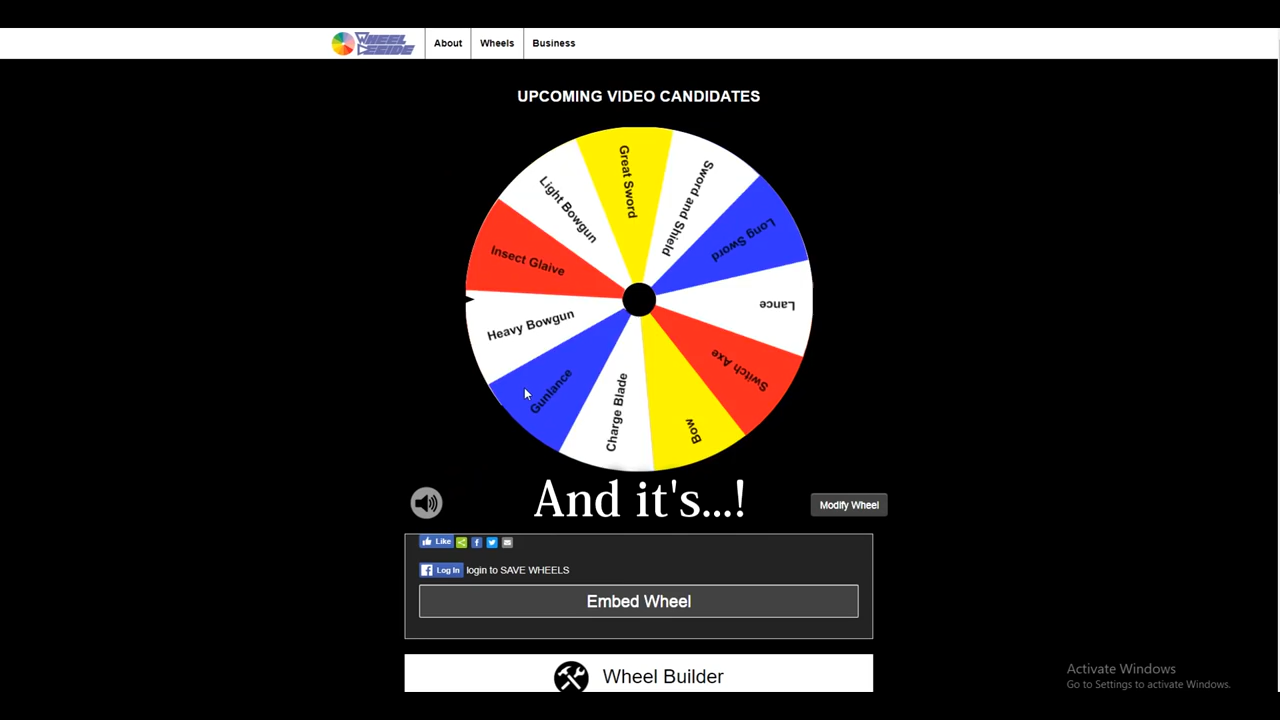 WHEEL
DECIDE
About
Wheels
Business
UPCOMING VIDEO CANDIDATES
Great Sword
Sword and Shield
Long Sword
Lance
Switch Axe
Bow
Charge Blade
Gunlance
Heavy Bowgun
Insect Glaive
Light Bowgun
And it's...!
Modify Wheel
Like
Log In login to SAVE WHEELS
Embed Wheel
Wheel Builder
Activate Windows
Go to Settings to activate Windows.